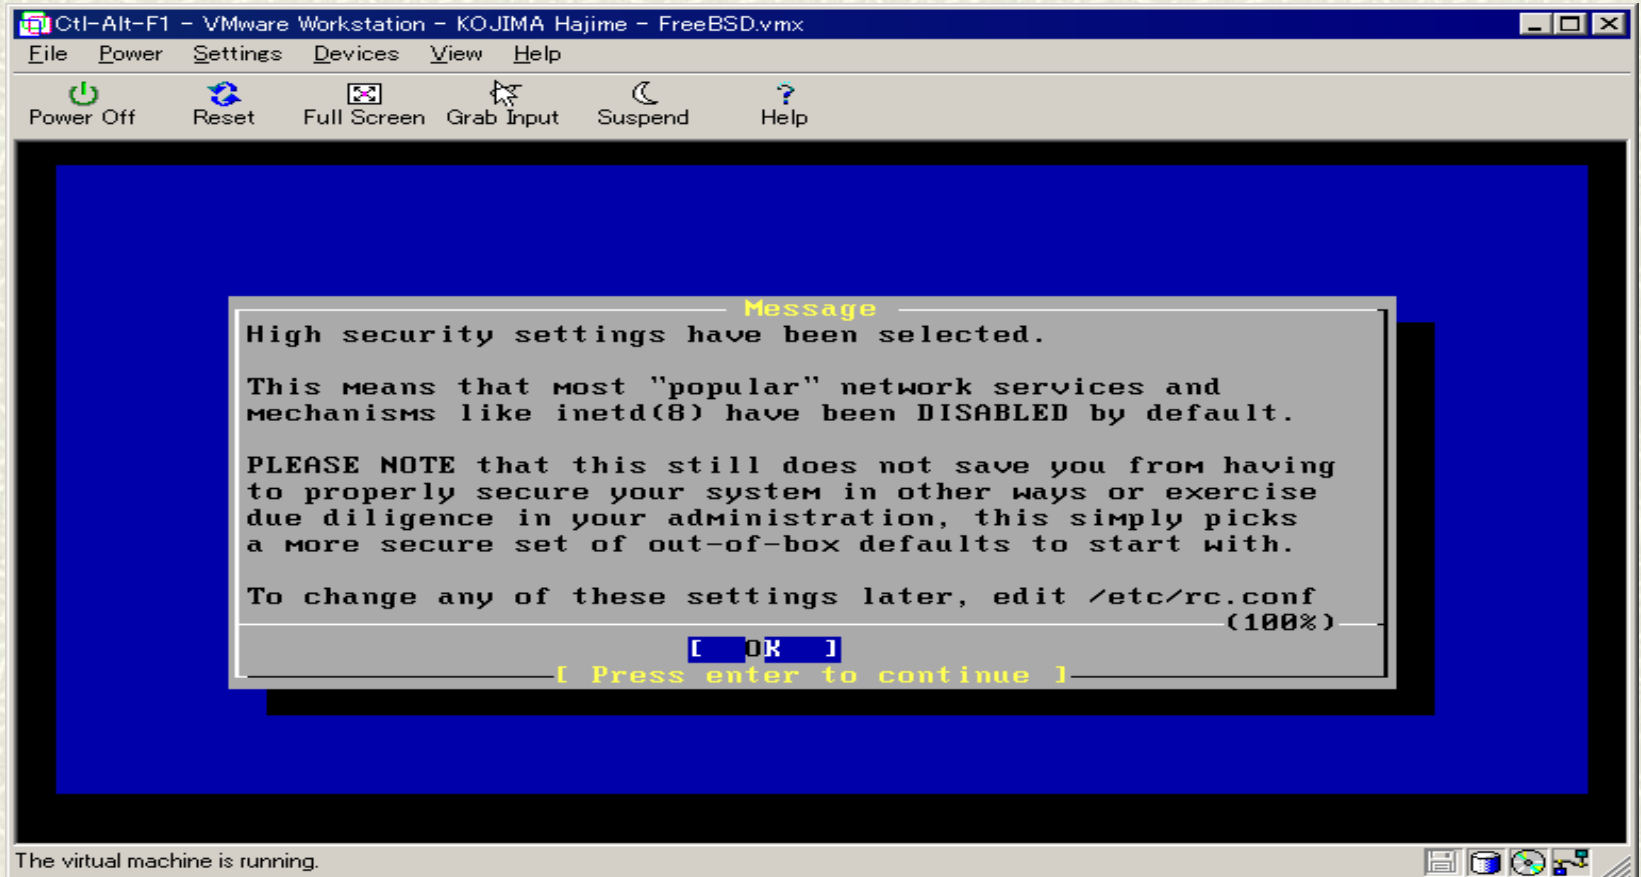 Ctl-Alt-F1 - VMware Workstation - KOJIMA Hajime - FreeBSD.vmx
File Power Settings Devices View Help
Power Off Reset Full Screen Grab Input Suspend Help
Message
High security settings have been selected.
This means that most "popular" network services and
mechanisms like inetd(8) have been DISABLED by default.
PLEASE NOTE that this still does not save you from having
to properly secure your system in other ways or exercise
due diligence in your administration, this simply picks
a more secure set of out-of-box defaults to start with.
To change any of these settings later, edit /etc/rc.conf
(100%)
[ OK ]
[ Press enter to continue ]
The virtual machine is running.